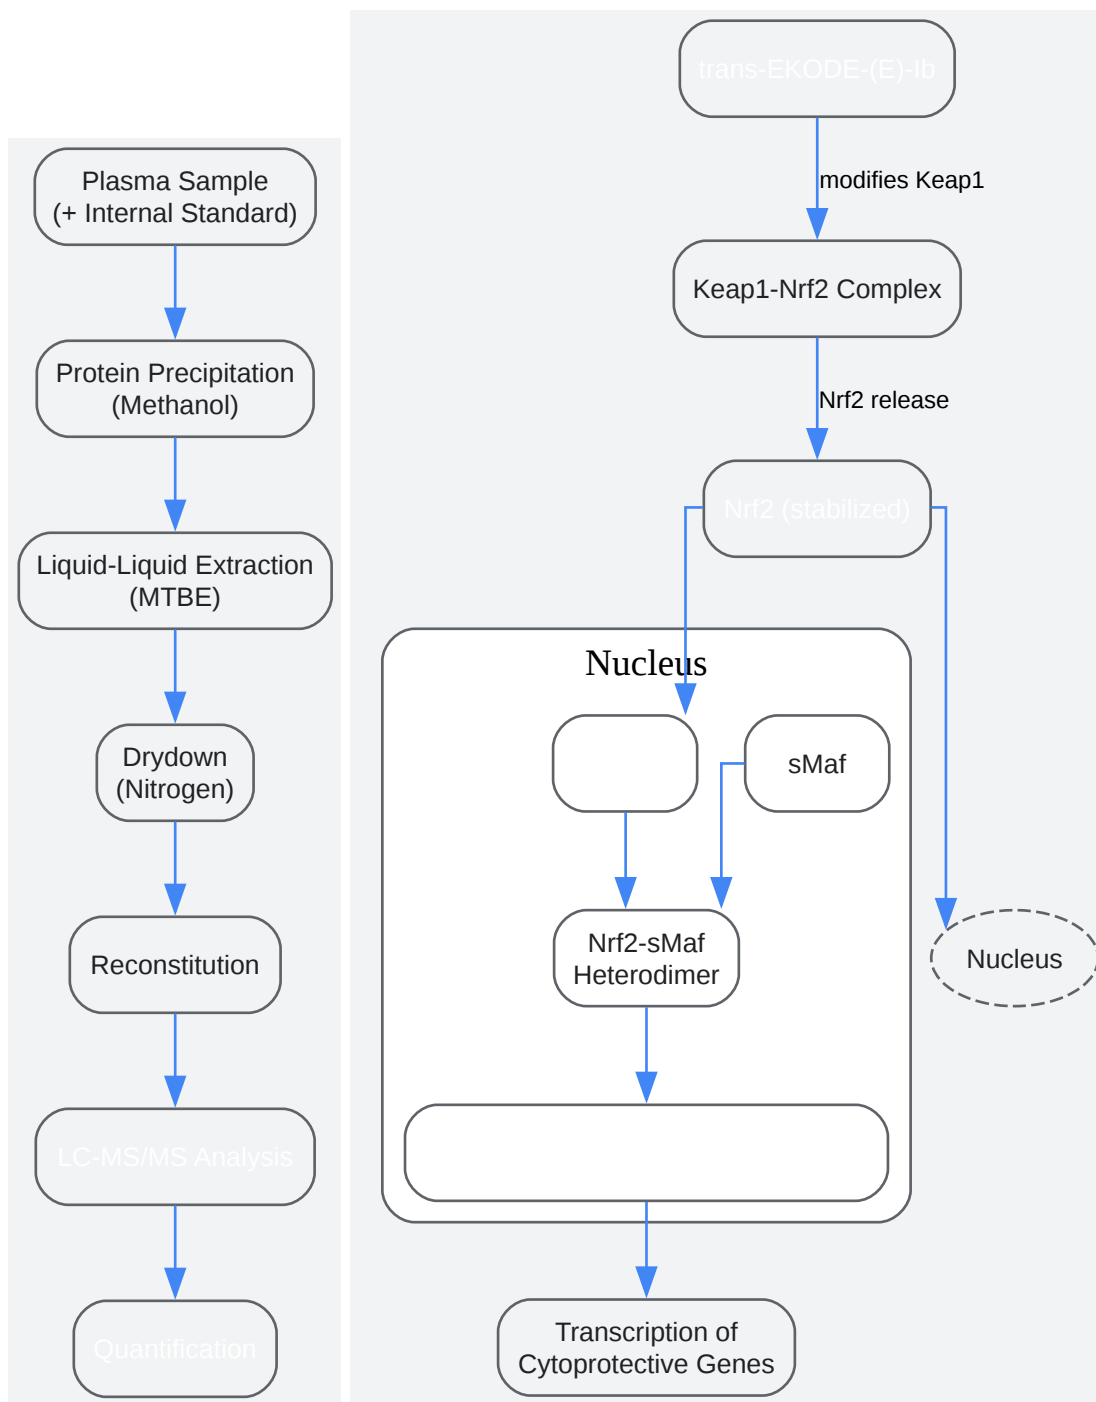 Plasma Sample
(+ Internal Standard)
Protein Precipitation
(Methanol)
Liquid-Liquid Extraction
(MTBE)
Drydown
(Nitrogen)
Reconstitution
LC-MS/MS Analysis
Quantification
trans-EKODE-(E)-Ib
modifies Keap1
Keap1-Nrf2 Complex
Nrf2 release
Nrf2 (stabilized)
Nucleus
sMaf
Nrf2-sMaf
Heterodimer
Nucleus
Transcription of
Cytoprotective Genes